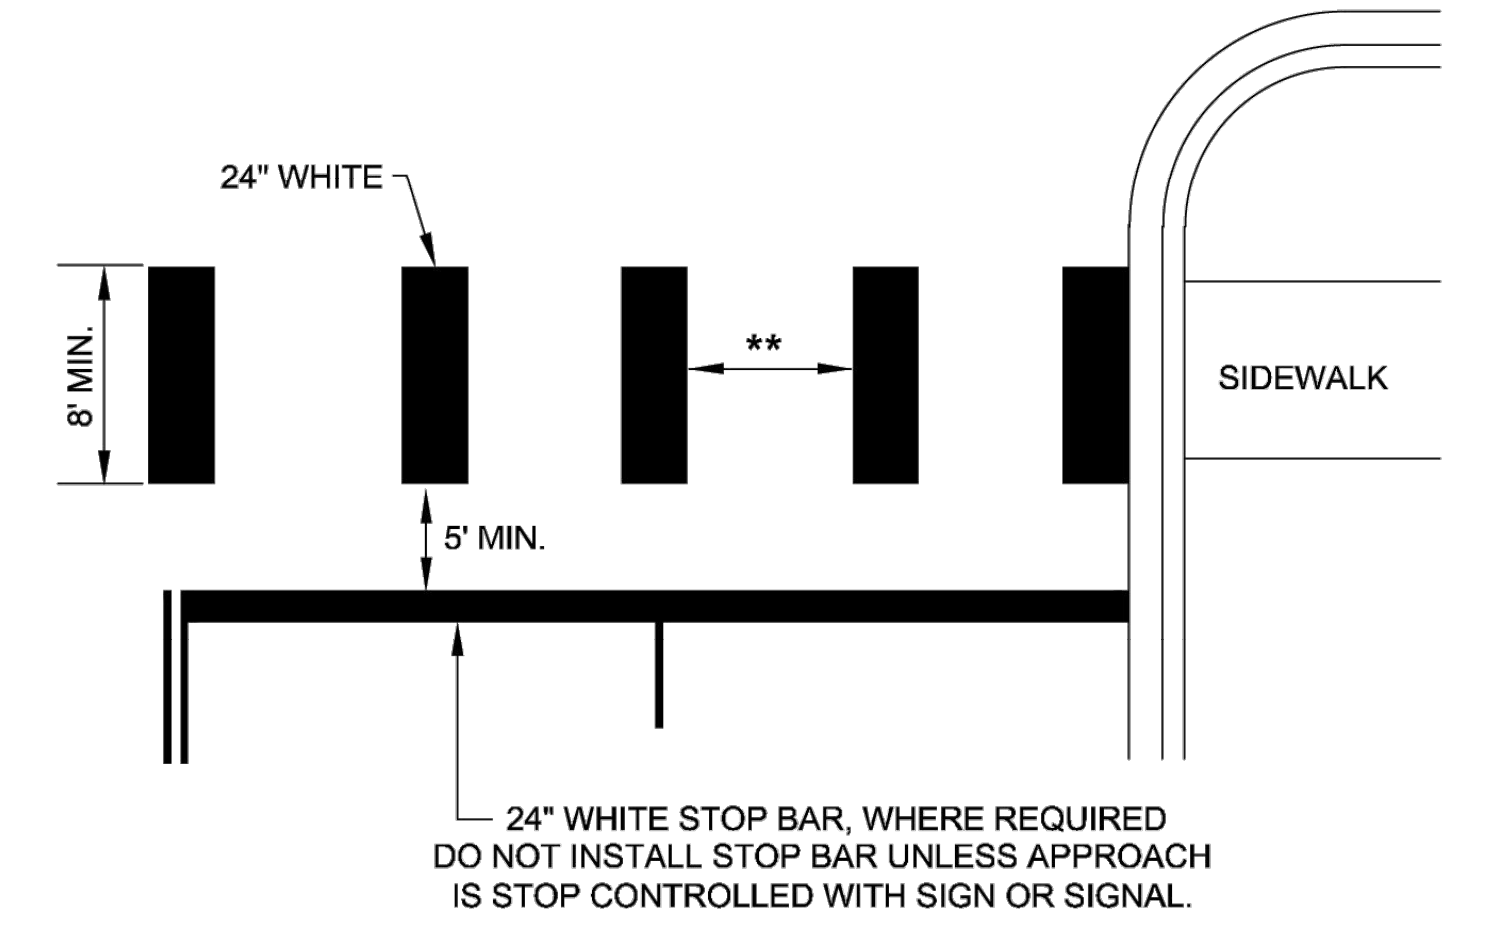 24" WHITE
8' MIN.
**
SIDEWALK
5' MIN.
24" WHITE STOP BAR, WHERE REQUIRED
DO NOT INSTALL STOP BAR UNLESS APPROACH
IS STOP CONTROLLED WITH SIGN OR SIGNAL.